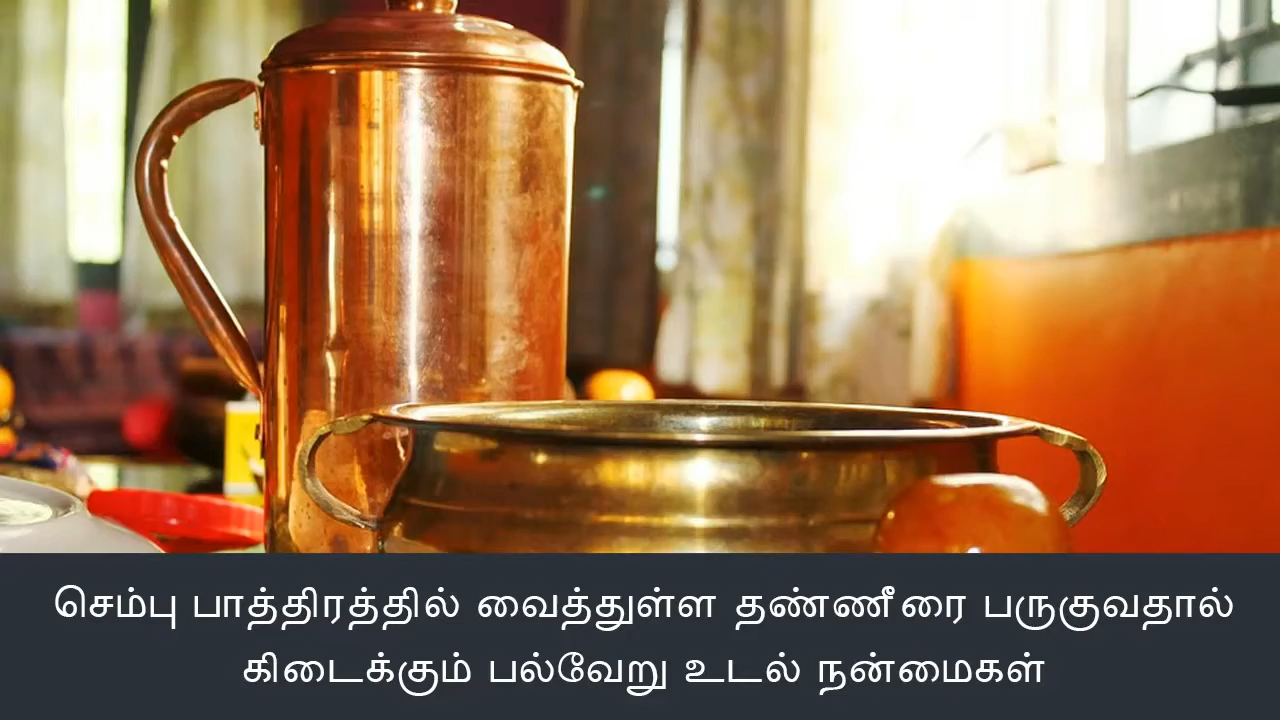 செம்பு பாத்திரத்தில் வைத்துள்ள தண்ணீரை பருகுவதால்
கிடைக்கும் பல்வேறு உடல் நன்மைகள்